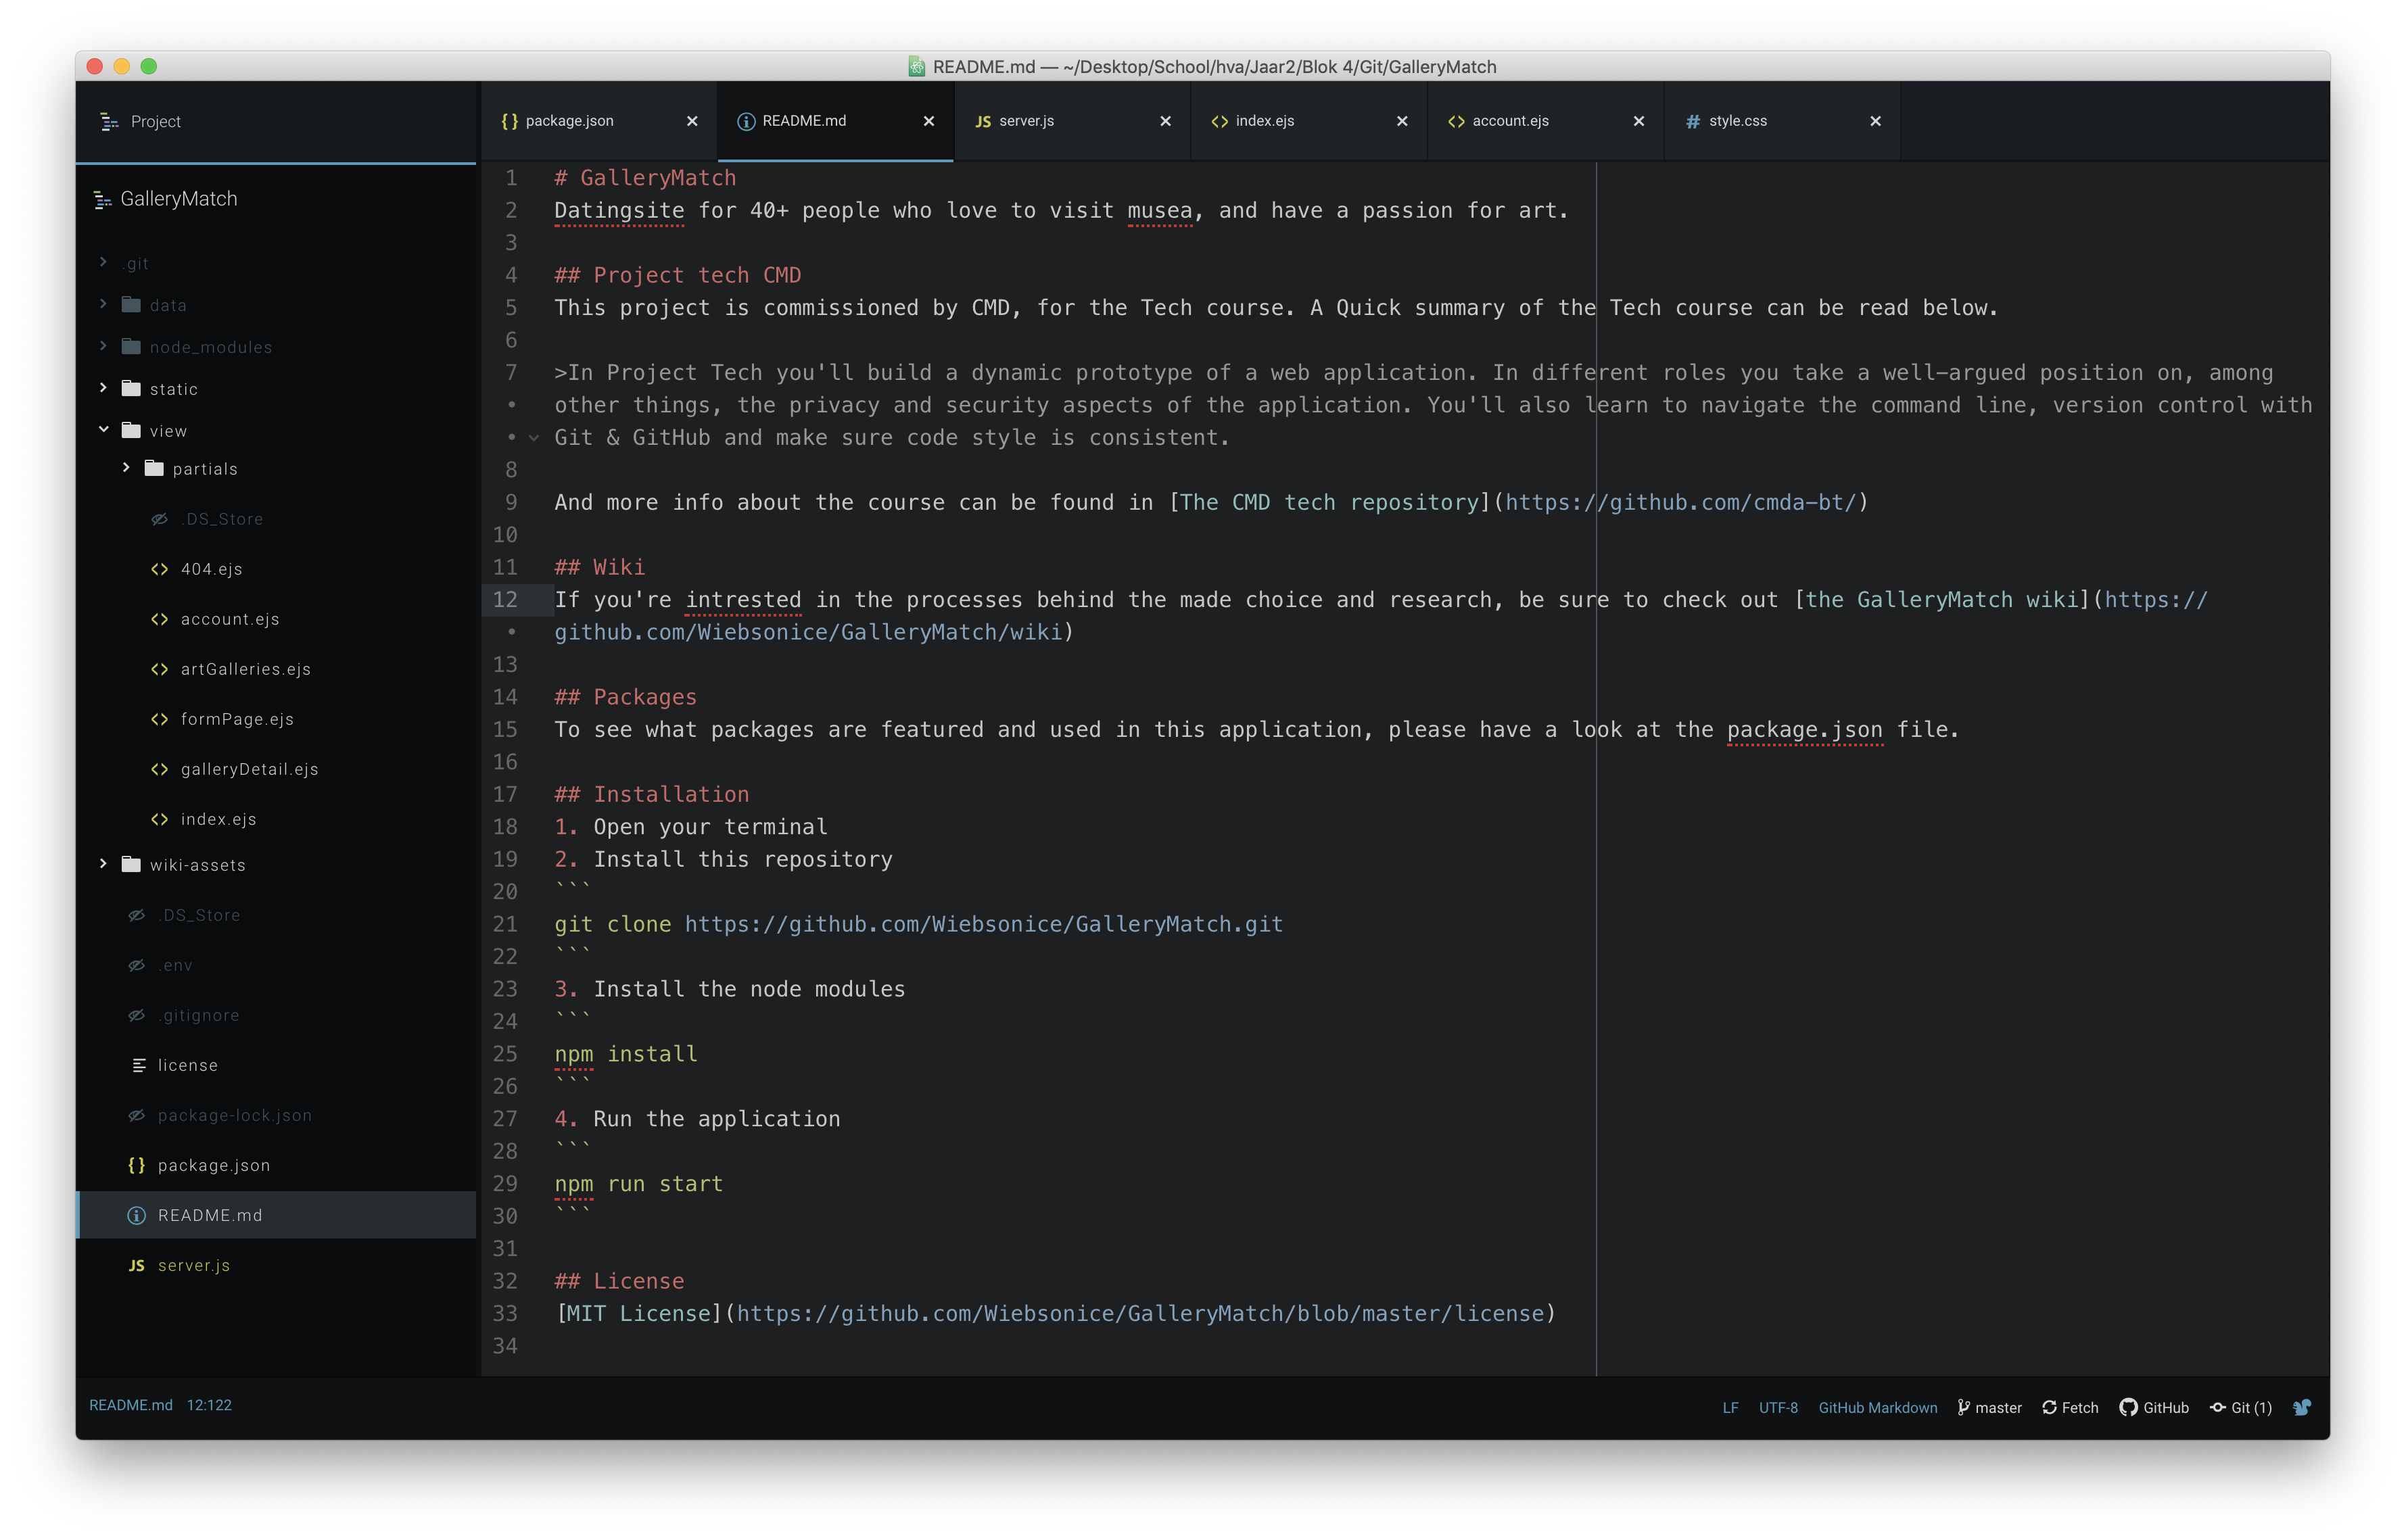 README.md — ~/Desktop/School/hva/Jaar2/Blok 4/Git/GalleryMatch
Project
package.json
README.md
server.js
index.ejs
account.ejs
style.css
GalleryMatch
.git
data
node_modules
static
view
partials
.DS_Store
404.ejs
account.ejs
artGalleries.ejs
formPage.ejs
galleryDetail.ejs
index.ejs
wiki-assets
.DS_Store
.env
.gitignore
license
package-lock.json
package.json
README.md
JS server.js
1 # GalleryMatch
2 Datingsite for 40+ people who love to visit musea, and have a passion for art.
3
4 ## Project tech CMD
5 This project is commissioned by CMD, for the Tech course. A Quick summary of the Tech course can be read below.
6
7 >In Project Tech you'll build a dynamic prototype of a web application. In different roles you take a well-argued position on, among
• other things, the privacy and security aspects of the application. You'll also learn to navigate the command line, version control with
• Git & GitHub and make sure code style is consistent.
8
9 And more info about the course can be found in [The CMD tech repository](https://github.com/cmda-bt/)
10
11 ## Wiki
12 If you're intrested in the processes behind the made choice and research, be sure to check out [the GalleryMatch wiki](https://
• github.com/Wiebsonice/GalleryMatch/wiki)
13
14 ## Packages
15 To see what packages are featured and used in this application, please have a look at the package.json file.
16
17 ## Installation
18 1. Open your terminal
19 2. Install this repository
20 ```
21 git clone https://github.com/Wiebsonice/GalleryMatch.git
22 ```
23 3. Install the node modules
24 ```
25 npm install
26 ```
27 4. Run the application
28 ```
29 npm run start
30 ```
31
32 ## License
33 [MIT License](https://github.com/Wiebsonice/GalleryMatch/blob/master/license)
34
README.md 12:122
LF UTF-8 GitHub Markdown master Fetch GitHub Git (1)